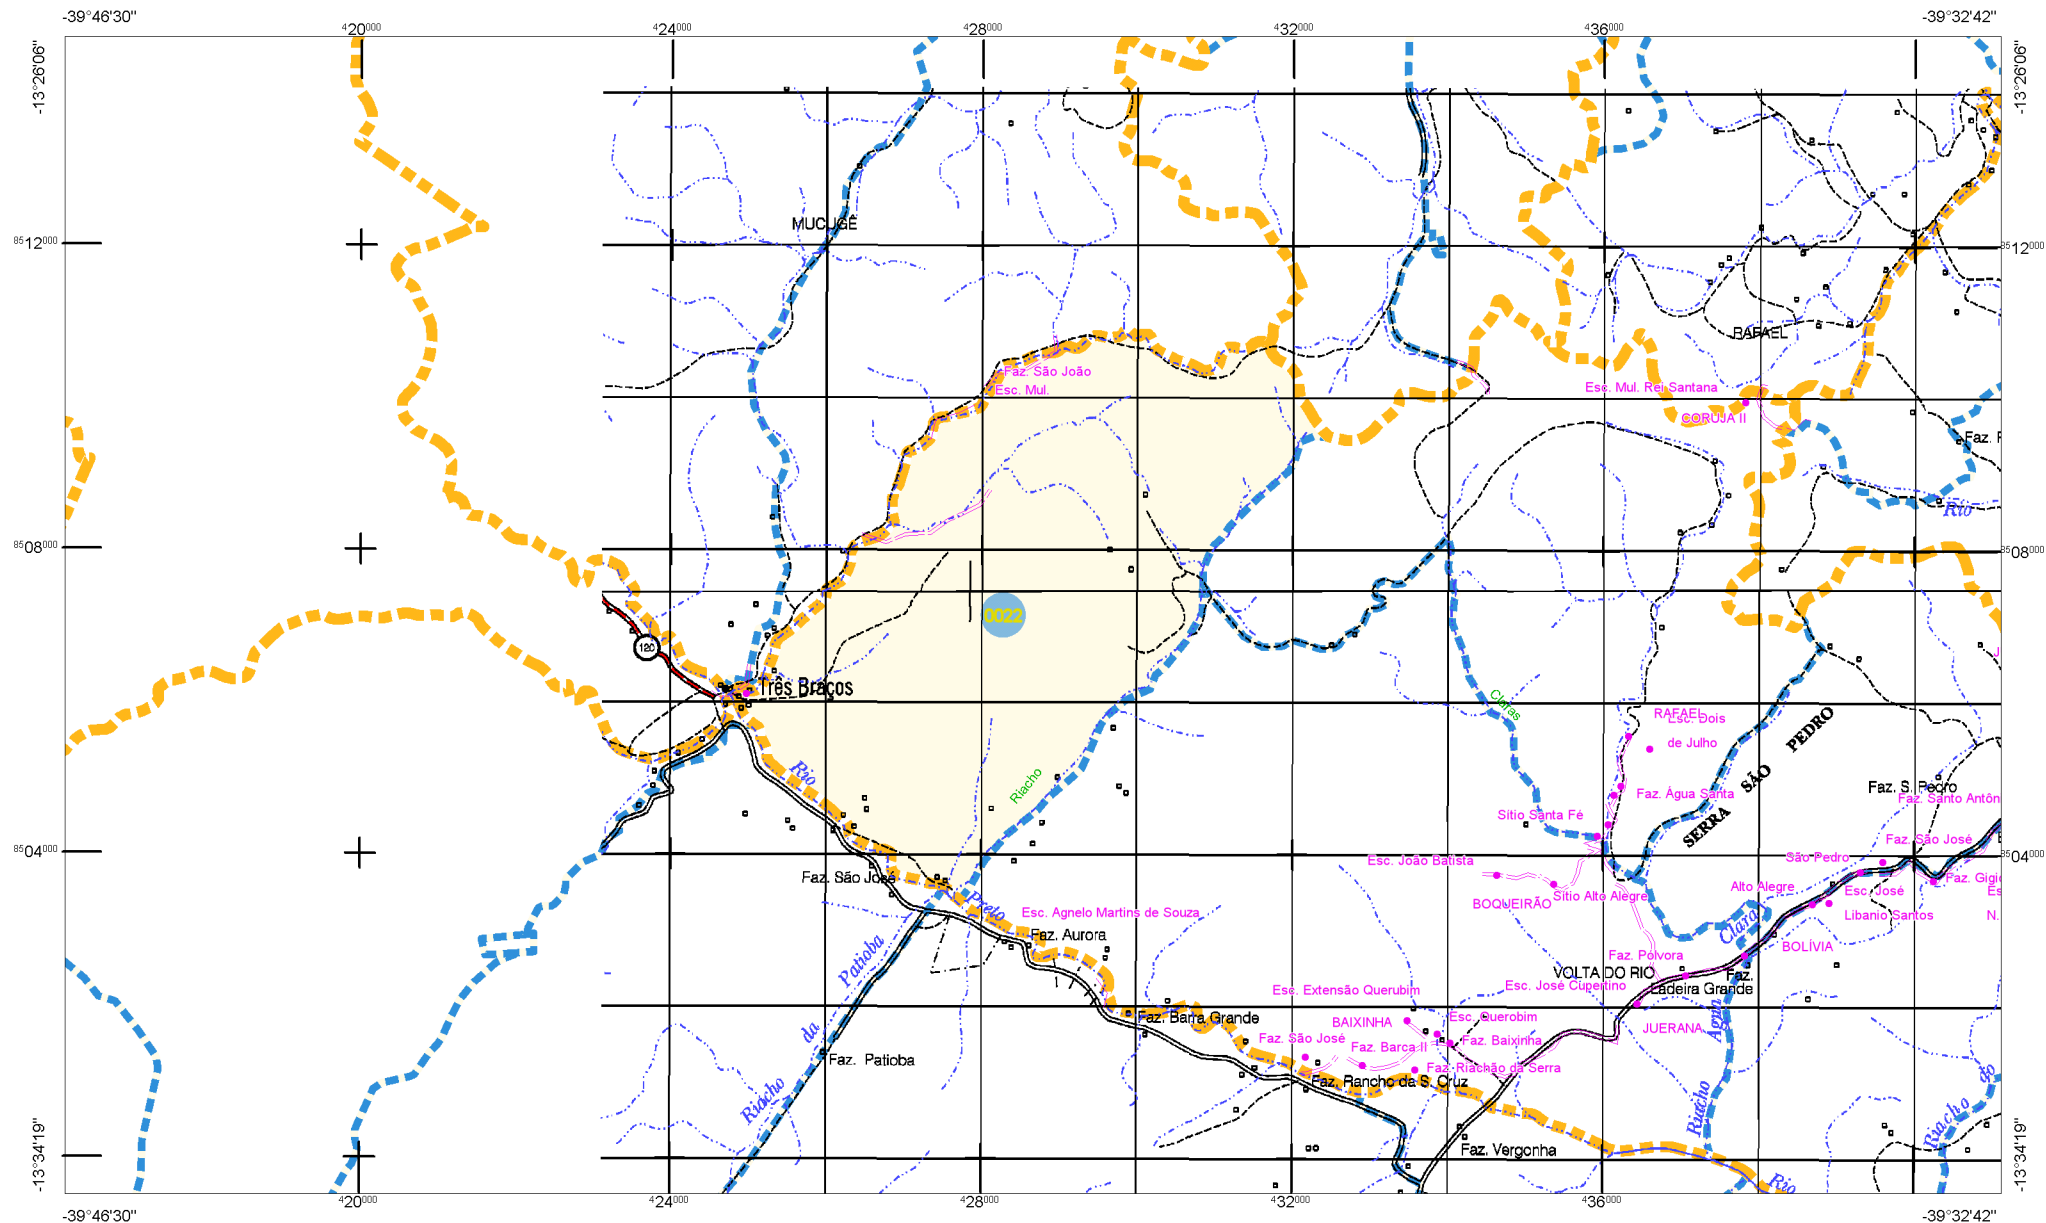 -39°46'30"
-39°32'42"
420000
424000
428000
432000
436000
-13°26'06"
-13°26'06"
MUCUGÊ
8512000
8512000
RAFAEL
Faz. São João
Esc. Mul.
Esc. Mul. Rei Santana
CORUJA II
Faz. F
Rio
8508000
8508000
0022
120
Três Braços
Claras
RAFAEL
Esc. Dois
de Julho
SERRA SÃO PEDRO
Rio
Riacho
Faz. S. Pedro
Faz. Água Santa
Faz. Santo Antôn
Sítio Santa Fé
Faz. São José
8504000
8504000
Esc. João Batista
São Pedro
Faz. São José
Faz. Gigi
Alto Alegre
Esc. José
Sítio Alto Alegre
BOQUEIRÃO
Preto
Esc. Agnelo Martins de Souza
Libanio Santos
N.
Clara
Faz. Aurora
Riacho da Patioba
BOLÍVIA
Faz. Polvora
VOLTA DO RIO
Faz.
Ladeira Grande
Esc. José Cupertino
Esc. Extensão Querubim
Faz. Barra Grande
BAIXINHA
Esc. Querobim
JUERANA
Faz. São José
Faz. Barca II
Faz. Baixinha
Faz. Patioba
Faz. Riachão da Serra
Faz. Rancho da S. Cruz
Riacho Agua
Riacho do
Faz. Vergonha
Rio
-13°34'19"
-13°34'19"
420000
424000
428000
432000
436000
-39°46'30"
-39°32'42"